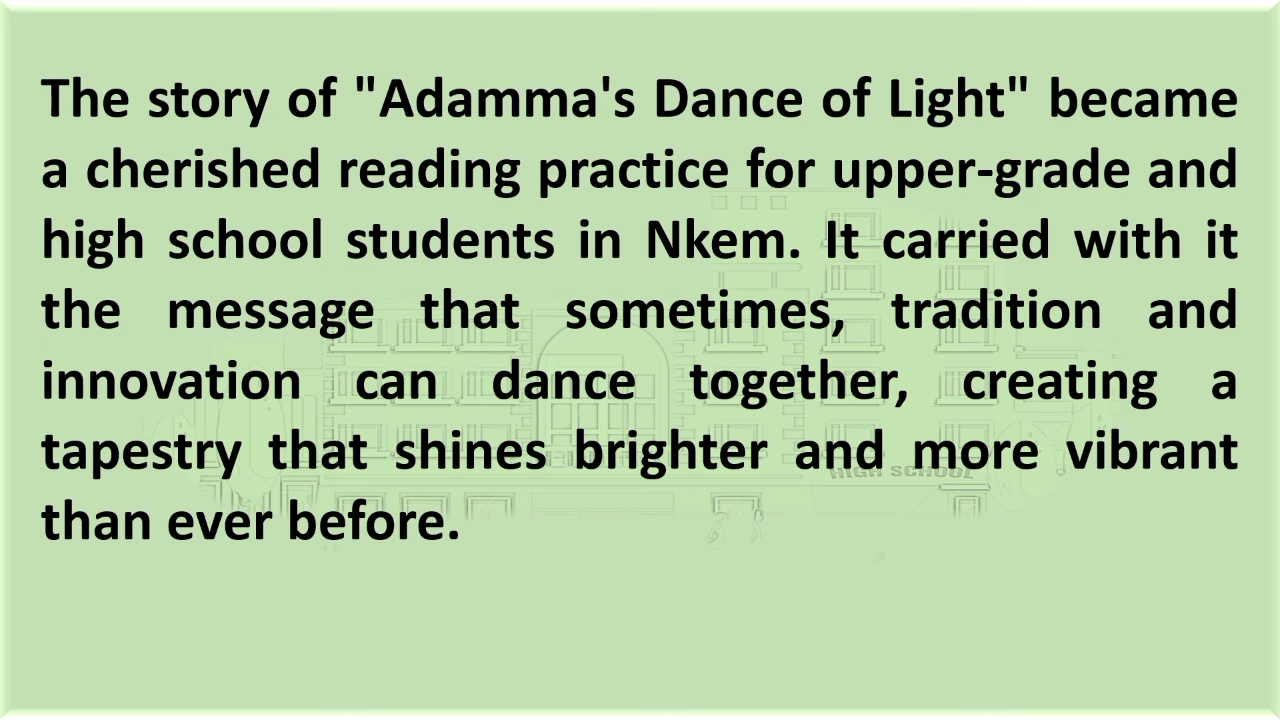 The story of "Adamma's Dance of Light" became
a cherished reading practice for upper-grade and
high school students in Nkem. It carried with it
the message that sometimes, tradition and
innovation can dance together, creating a
tapestry that shines brighter and more vibrant
than ever before.
HIGH SCHOOL